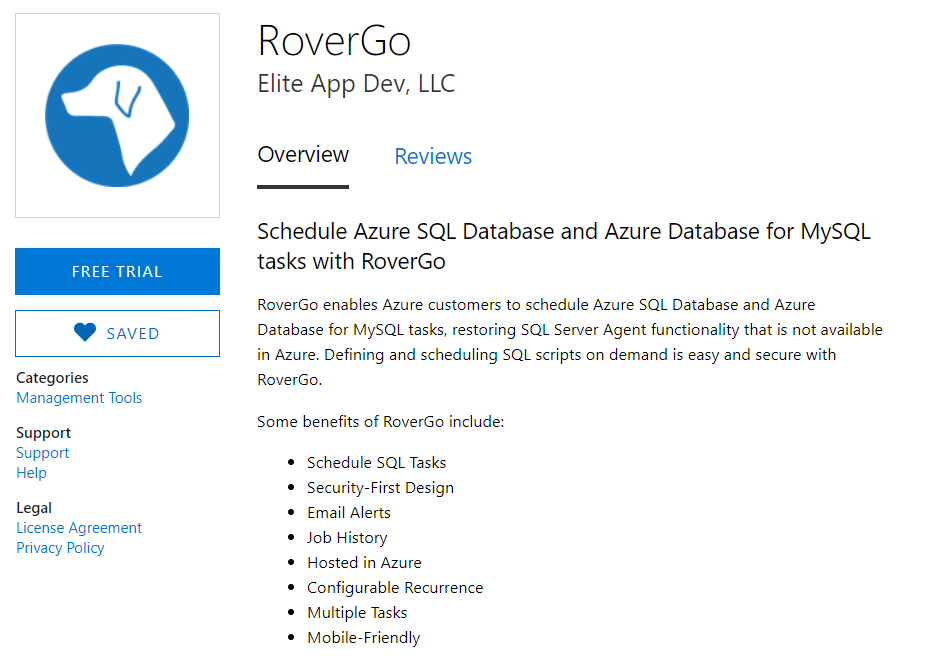 RoverGo
Elite App Dev, LLC
Overview
Reviews
FREE TRIAL
SAVED
Categories
Management Tools
Support
Support
Help
Legal
License Agreement
Privacy Policy
Schedule Azure SQL Database and Azure Database for MySQL
tasks with RoverGo
RoverGo enables Azure customers to schedule Azure SQL Database and Azure
Database for MySQL tasks, restoring SQL Server Agent functionality that is not available
in Azure. Defining and scheduling SQL scripts on demand is easy and secure with
RoverGo.
Some benefits of RoverGo include:
• Schedule SQL Tasks
• Security-First Design
• Email Alerts
• Job History
• Hosted in Azure
• Configurable Recurrence
• Multiple Tasks
• Mobile-Friendly